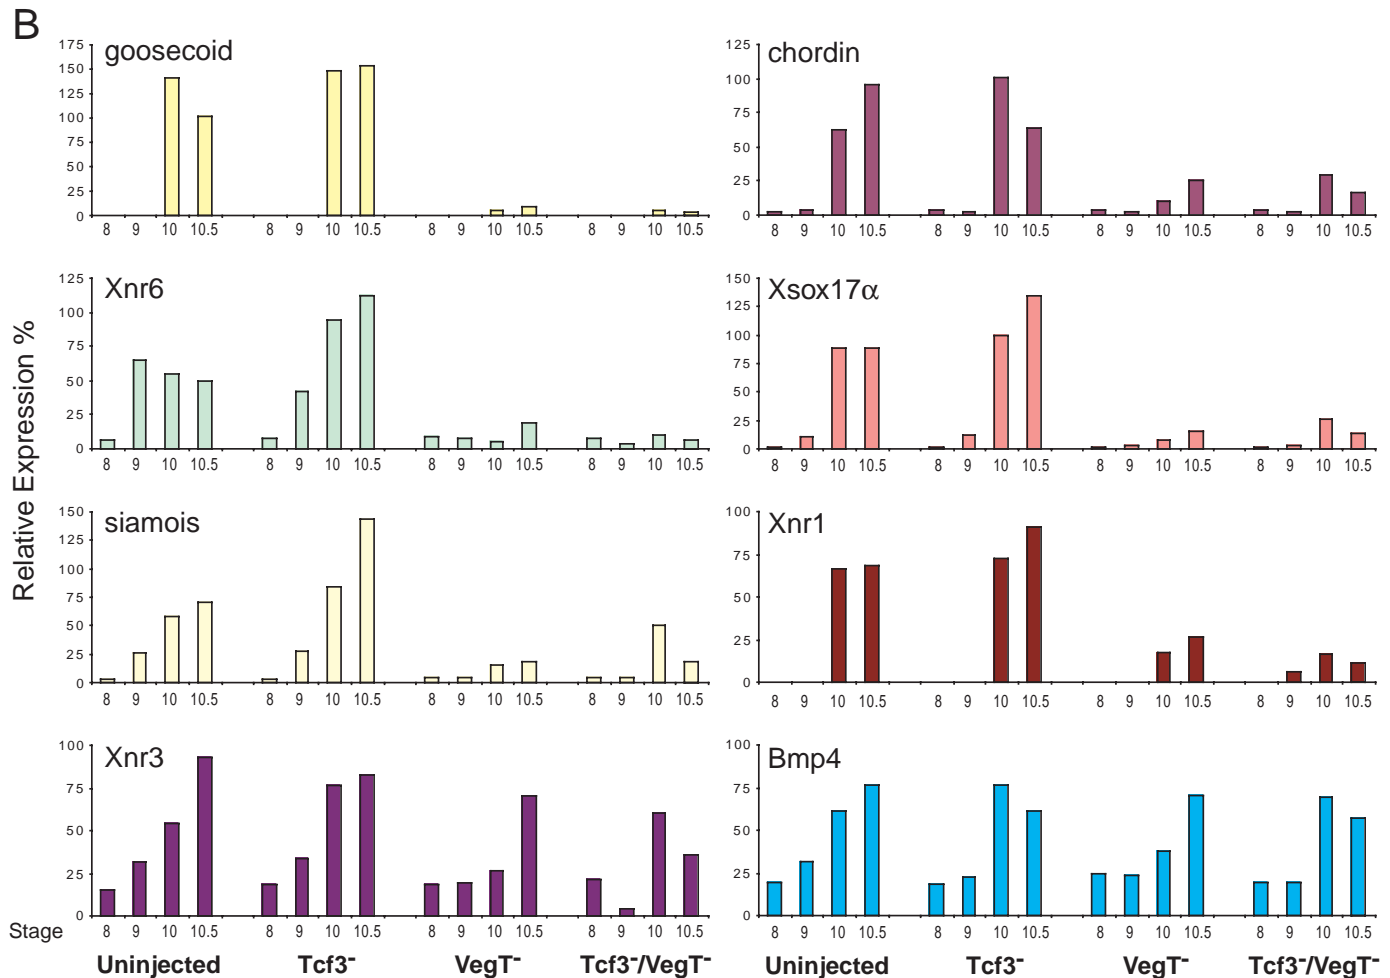 B
goosecoid
175
150
125
100
75
50
25
0
8 9 10 10.5 8 9 10 10.5 8 9 10 10.5 8 9 10 10.5
chordin
125
100
75
50
25
0
8 9 10 10.5 8 9 10 10.5 8 9 10 10.5 8 9 10 10.5
Relative Expression %
Xnr6
125
100
75
50
25
0
8 9 10 10.5 8 9 10 10.5 8 9 10 10.5 8 9 10 10.5
Xsox17α
150
125
100
75
50
25
0
8 9 10 10.5 8 9 10 10.5 8 9 10 10.5 8 9 10 10.5
siamois
150
125
100
75
50
25
0
8 9 10 10.5 8 9 10 10.5 8 9 10 10.5 8 9 10 10.5
Xnr1
100
75
50
25
0
8 9 10 10.5 8 9 10 10.5 8 9 10 10.5 8 9 10 10.5
Xnr3
100
75
50
25
0
Stage 8 9 10 10.5 8 9 10 10.5 8 9 10 10.5 8 9 10 10.5
Uninjected Tcf3⁻ VegT⁻ Tcf3⁻/VegT⁻
Bmp4
100
75
50
25
0
8 9 10 10.5 8 9 10 10.5 8 9 10 10.5 8 9 10 10.5
Uninjected Tcf3⁻ VegT⁻ Tcf3⁻/VegT⁻